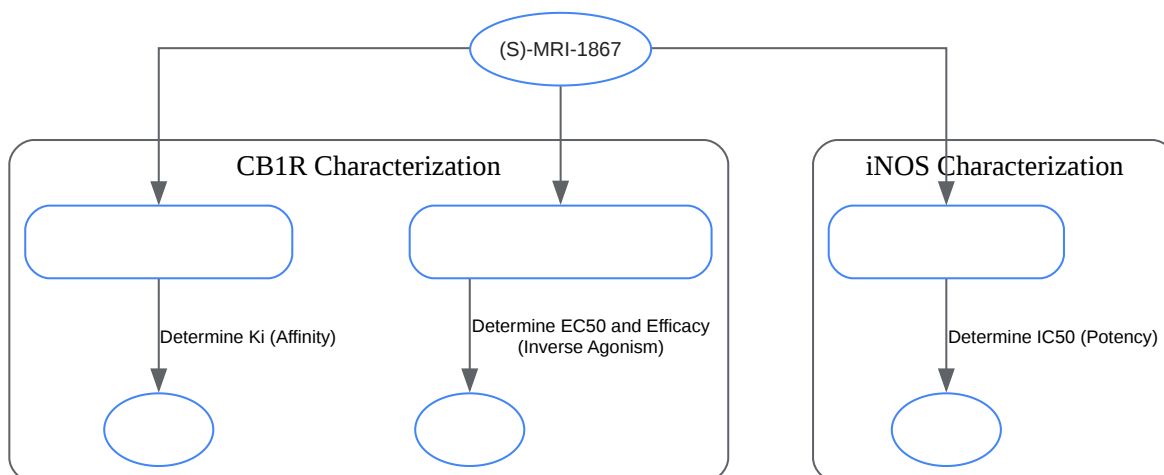 (S)-MRI-1867
CB1R Characterization
iNOS Characterization
Determine Ki (Affinity)
Determine EC50 and Efficacy
(Inverse Agonism)
Determine IC50 (Potency)